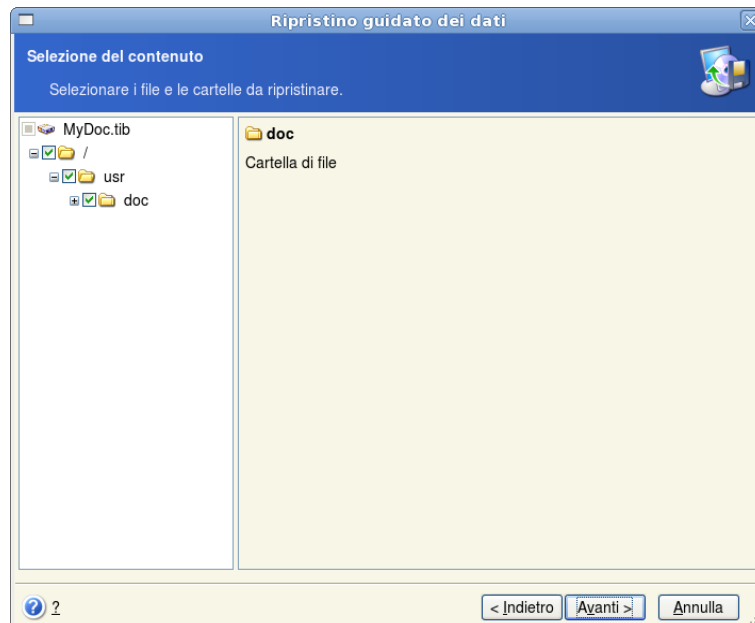 Ripristino guidato dei dati
Selezione del contenuto
Selezionare i file e le cartelle da ripristinare.
MyDoc.tib
/
usr
doc
doc
Cartella di file
?
< Indietro
Avanti >
Annulla